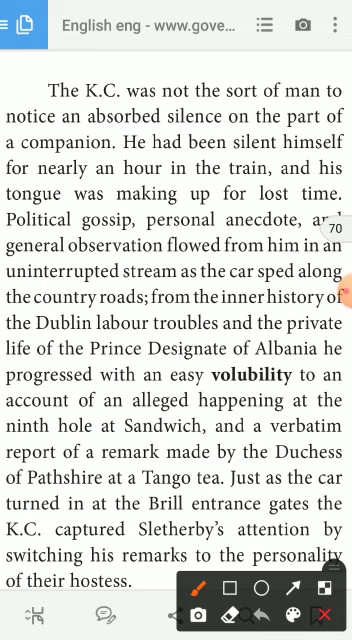 English eng - www.gove...
The K.C. was not the sort of man to
notice an absorbed silence on the part of
a companion. He had been silent himself
for nearly an hour in the train, and his
tongue was making up for lost time.
Political gossip, personal anecdote, and
70
general observation flowed from him in an
uninterrupted stream as the car sped along
the country roads; from the inner history of
the Dublin labour troubles and the private
life of the Prince Designate of Albania he
progressed with an easy volubility to an
account of an alleged happening at the
ninth hole at Sandwich, and a verbatim
report of a remark made by the Duchess
of Pathshire at a Tango tea. Just as the car
turned in at the Brill entrance gates the
K.C. captured Sletherby's attention by
switching his remarks to the personality
of their hostess.